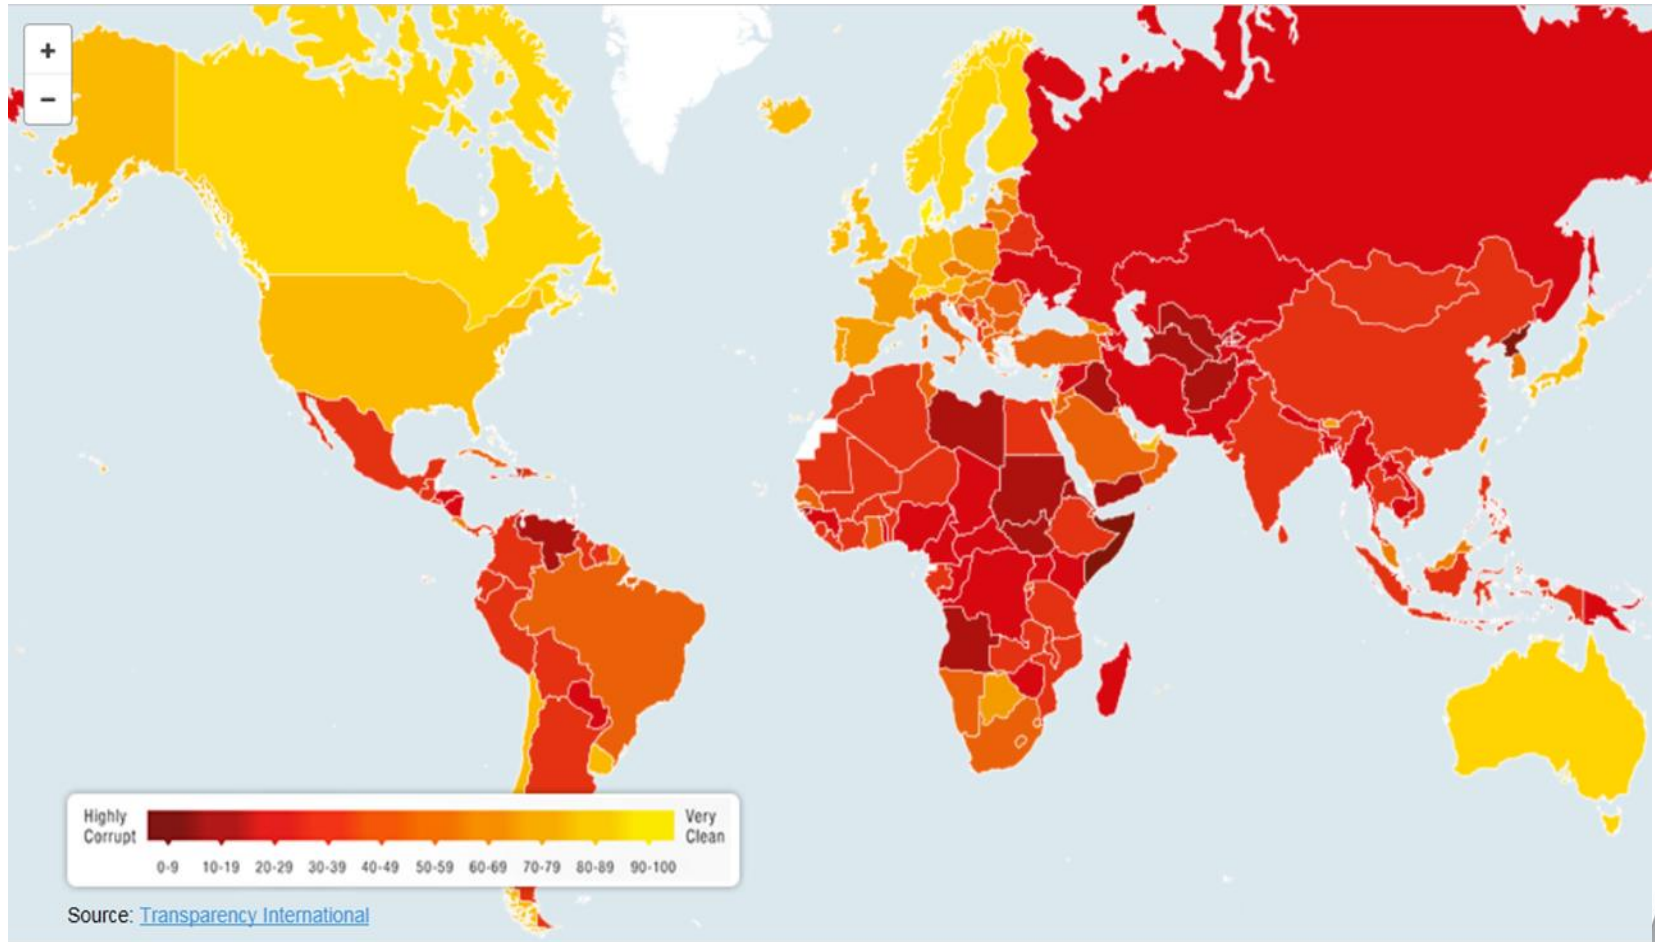 +
−
Highly
Corrupt
Very
Clean
0-9 10-19 20-29 30-39 40-49 50-59 60-69 70-79 80-89 90-100
Source: Transparency International